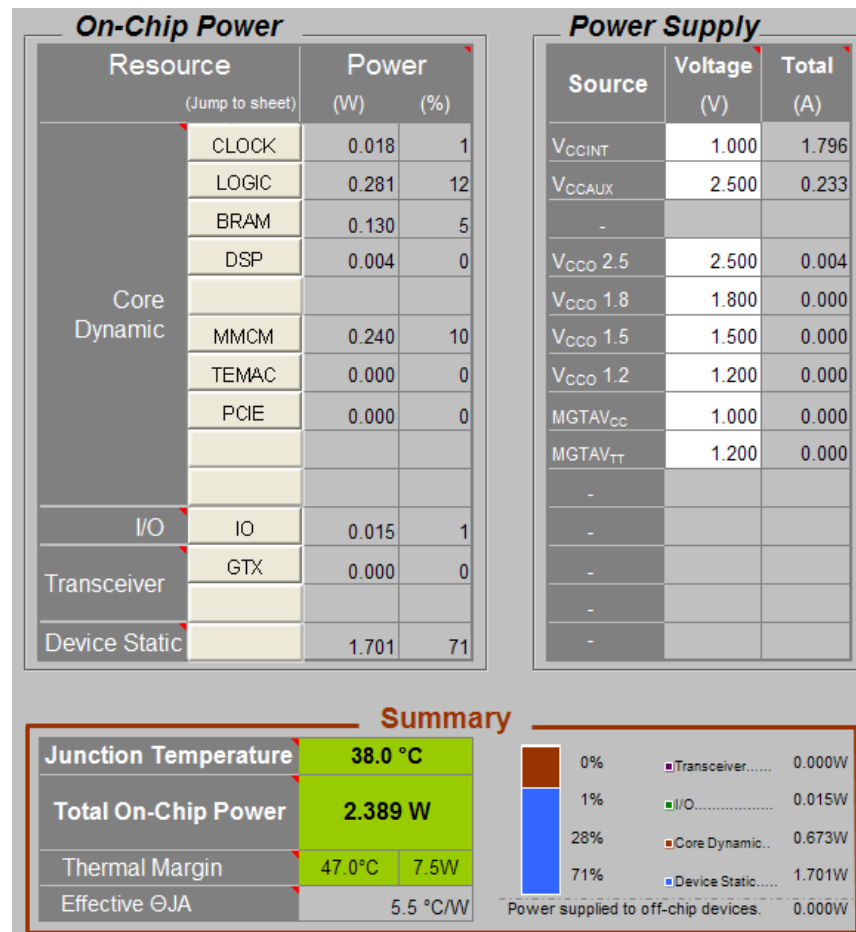 On-Chip Power
Resource Power
(Jump to sheet) (W) (%)
CLOCK 0.018 1
LOGIC 0.281 12
BRAM 0.130 5
DSP 0.004 0
Core
Dynamic
MMCM 0.240 10
TEMAC 0.000 0
PCIE 0.000 0
I/O IO 0.015 1
Transceiver
GTX 0.000 0
Device Static 1.701 71
Power Supply
Source Voltage Total
(V) (A)
VCCINT 1.000 1.796
VCCAUX 2.500 0.233
-
VCCO 2.5 2.500 0.004
VCCO 1.8 1.800 0.000
VCCO 1.5 1.500 0.000
VCCO 1.2 1.200 0.000
MGTAVCC 1.000 0.000
MGTAVTT 1.200 0.000
-
-
-
-
-
Summary
Junction Temperature 38.0 °C
Total On-Chip Power 2.389 W
Thermal Margin 47.0°C 7.5W
Effective ΘJA 5.5 °C/W
0% Transceiver...... 0.000W
1% I/O.................. 0.015W
28% Core Dynamic.. 0.673W
71% Device Static..... 1.701W
Power supplied to off-chip devices. 0.000W